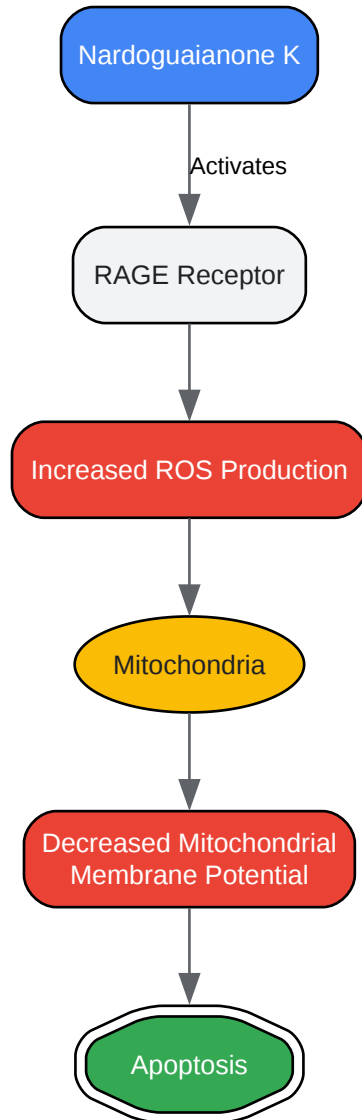 Nardoguaianone K
Activates
RAGE Receptor
Increased ROS Production
Mitochondria
Decreased Mitochondrial
Membrane Potential
Apoptosis